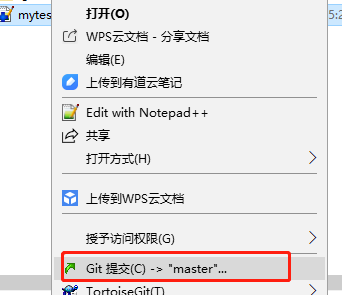 mytes
打开(O)
5:2
WPS云文档 - 分享文档
编辑(E)
上传到有道云笔记
Edit with Notepad++
共享
打开方式(H)
上传到WPS云文档
授予访问权限(G)
Git 提交(C) -> "master"...
TortoiseGit(T)